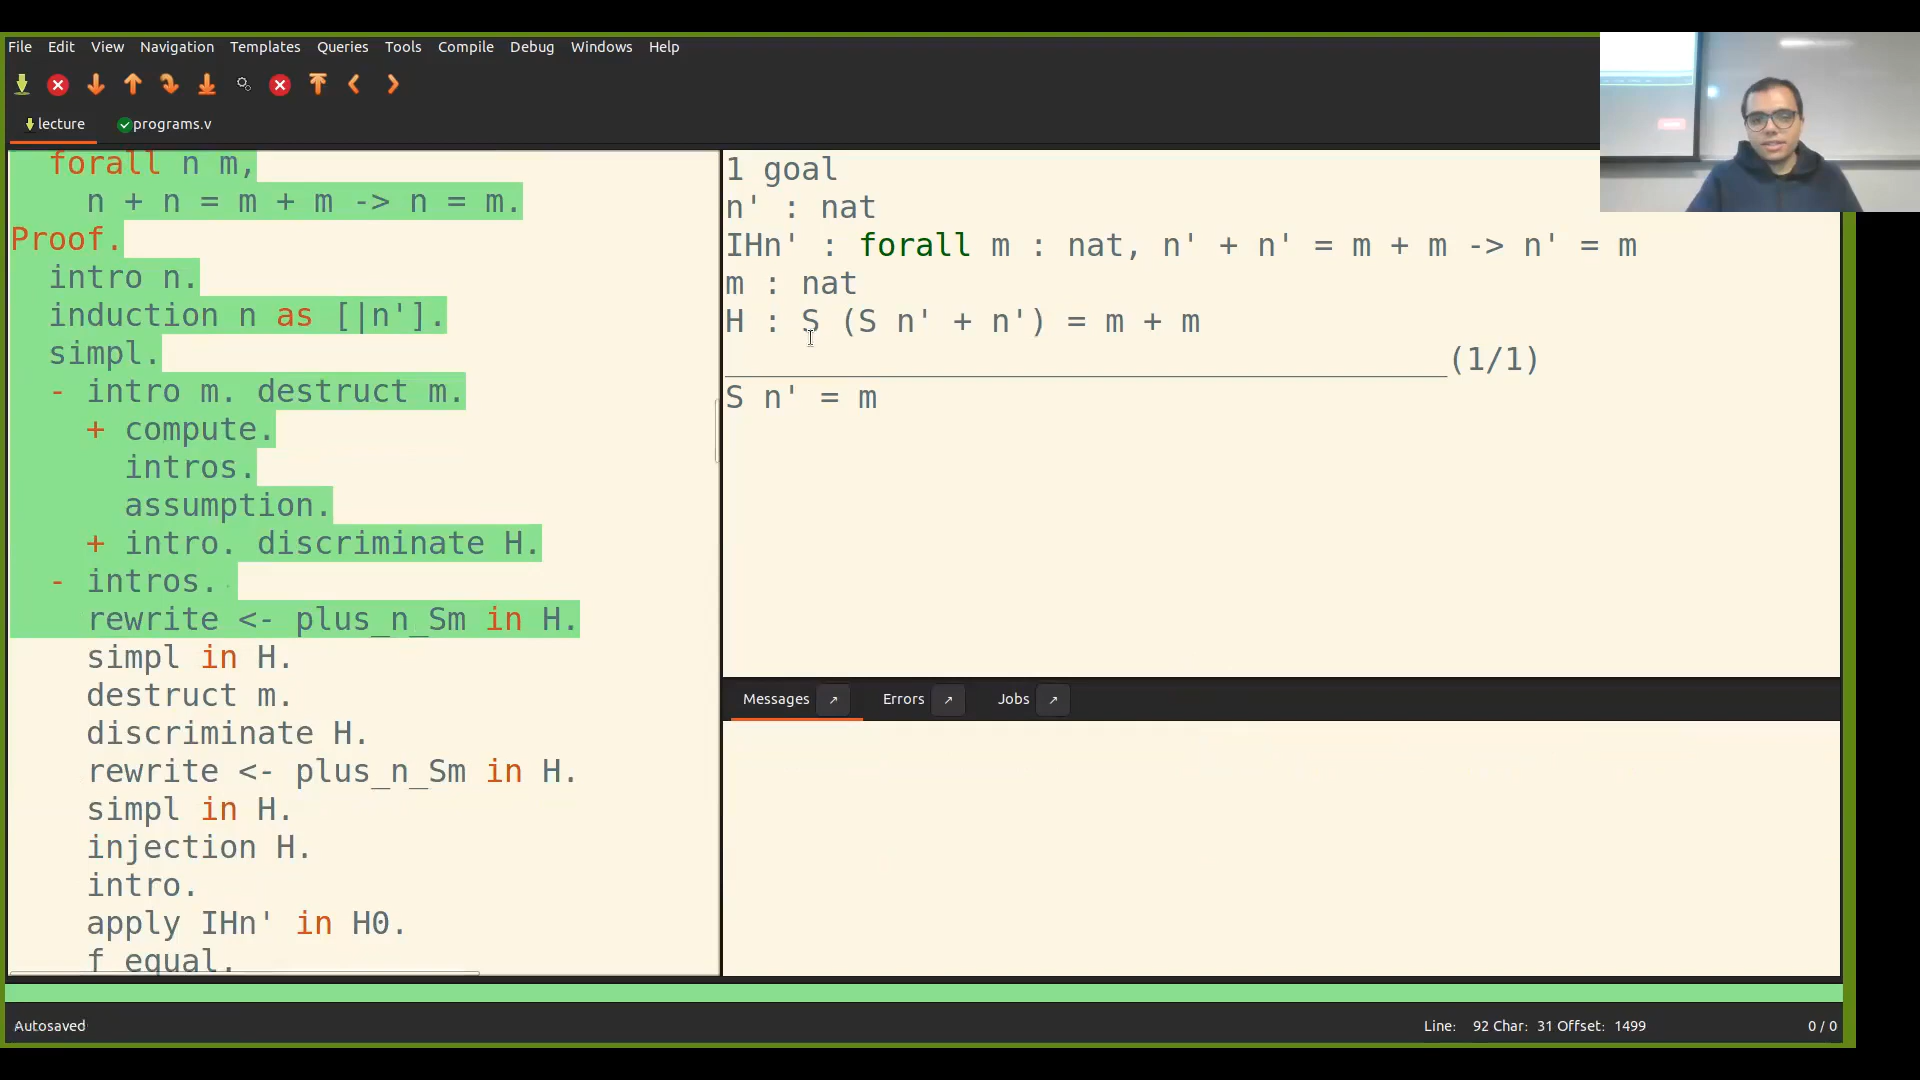 File Edit View Navigation Templates Queries Tools Compile Debug Windows Help
lecture programs.v
forall n m,
n + n = m + m -> n = m.
Proof.
intro n.
induction n as [|n'].
simpl.
- intro m. destruct m.
+ compute.
intros.
assumption.
+ intro. discriminate H.
- intros.
rewrite <- plus_n_Sm in H.
simpl in H.
destruct m.
discriminate H.
rewrite <- plus_n_Sm in H.
simpl in H.
injection H.
intro.
apply IHn' in H0.
f_equal.
1 goal
n' : nat
IHn' : forall m : nat, n' + n' = m + m -> n' = m
m : nat
H : S (S n' + n') = m + m
(1/1)
S n' = m
Messages Errors Jobs
Autosaved
Line: 92 Char: 31 Offset: 1499 0 / 0